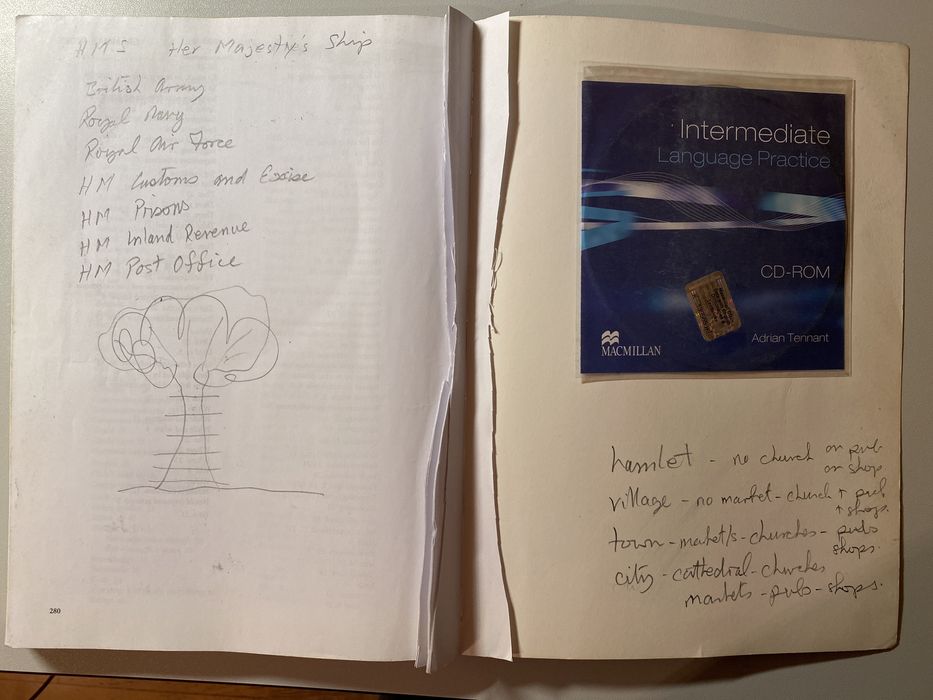 HMS Her Majesty's Ship
British Army
Royal Navy
Royal Air Force
HM Customs and Excise
HM Prisons
HM Inland Revenue
HM Post Office
280
Intermediate
Language Practice
CD-ROM
MACMILLAN
Adrian Tennant
hamlet - no church or pub
or shop
village - no market - church + pub
+ shops.
town - market/s - churches - pubs
shops.
city - cathedral - churches
markets - pub - shops.